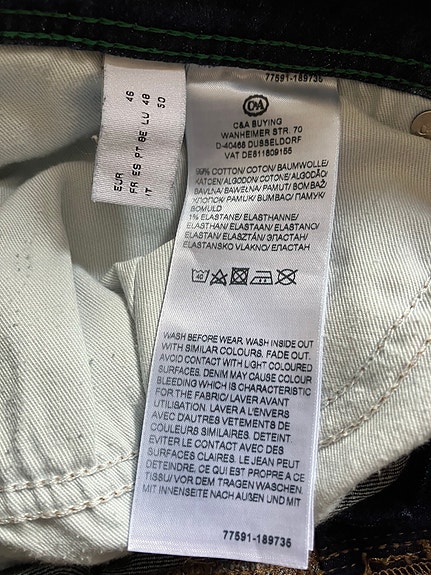 EUR 46
FR ES PT BE LU 48
IT 50
77591-189736
C&A
C&A BUYING
WANHEIMER STR. 70
D-40468 DUSSELDORF
VAT DE811809155
99% COTTON/ COTON/ BAUMWOLLE/
KATOEN/ ALGODON/ COTONE/ ALGODÃO/
BAVLNA/ BAWEŁNA/ PAMUT/ BOMBAŽ/
ХЛОПОК/ PAMUK/ BUMBAC/ ПАМУК/
BOMULD
1% ELASTANE/ ELASTHANNE/
ELASTHAN/ ELASTAAN/ ELASTANO/
ELASTAN/ ELASZTÁN/ ЭЛАСТАН/
ELASTANSKO VLAKNO/ ЕЛАСТАН
40
WASH BEFORE WEAR, WASH INSIDE OUT
WITH SIMILAR COLOURS, FADE OUT.
AVOID CONTACT WITH LIGHT COLOURED
SURFACES. DENIM MAY CAUSE COLOUR
BLEEDING WHICH IS CHARACTERISTIC
FOR THE FABRIC/ LAVER AVANT
UTILISATION. LAVER A L'ENVERS
AVEC D'AUTRES VETEMENTS DE
COULEURS SIMILAIRES. DETEINT.
EVITER LE CONTACT AVEC DES
SURFACES CLAIRES. LE JEAN PEUT
DETEINDRE, CE QUI EST PROPRE A CE
TISSU/ VOR DEM TRAGEN WASCHEN.
MIT INNENSEITE NACH AUßEN UND MIT
77591-189736